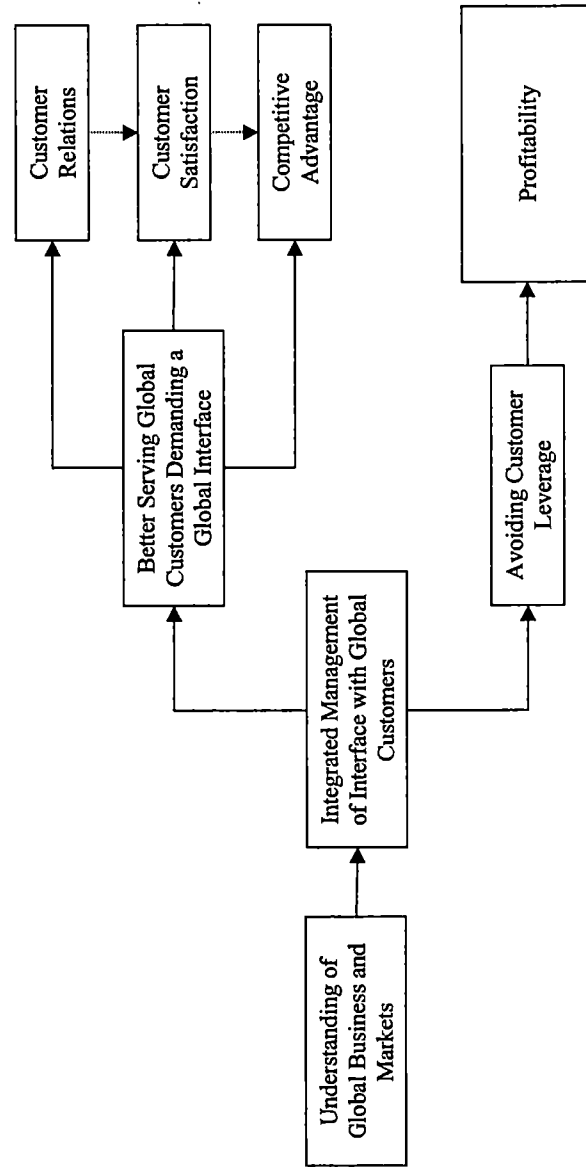 Understanding of
Global Business and
Markets
Integrated Management
of Interface with Global
Customers
Better Serving Global
Customers Demanding a
Global Interface
Customer
Relations
Customer
Satisfaction
Competitive
Advantage
Avoiding Customer
Leverage
Profitability